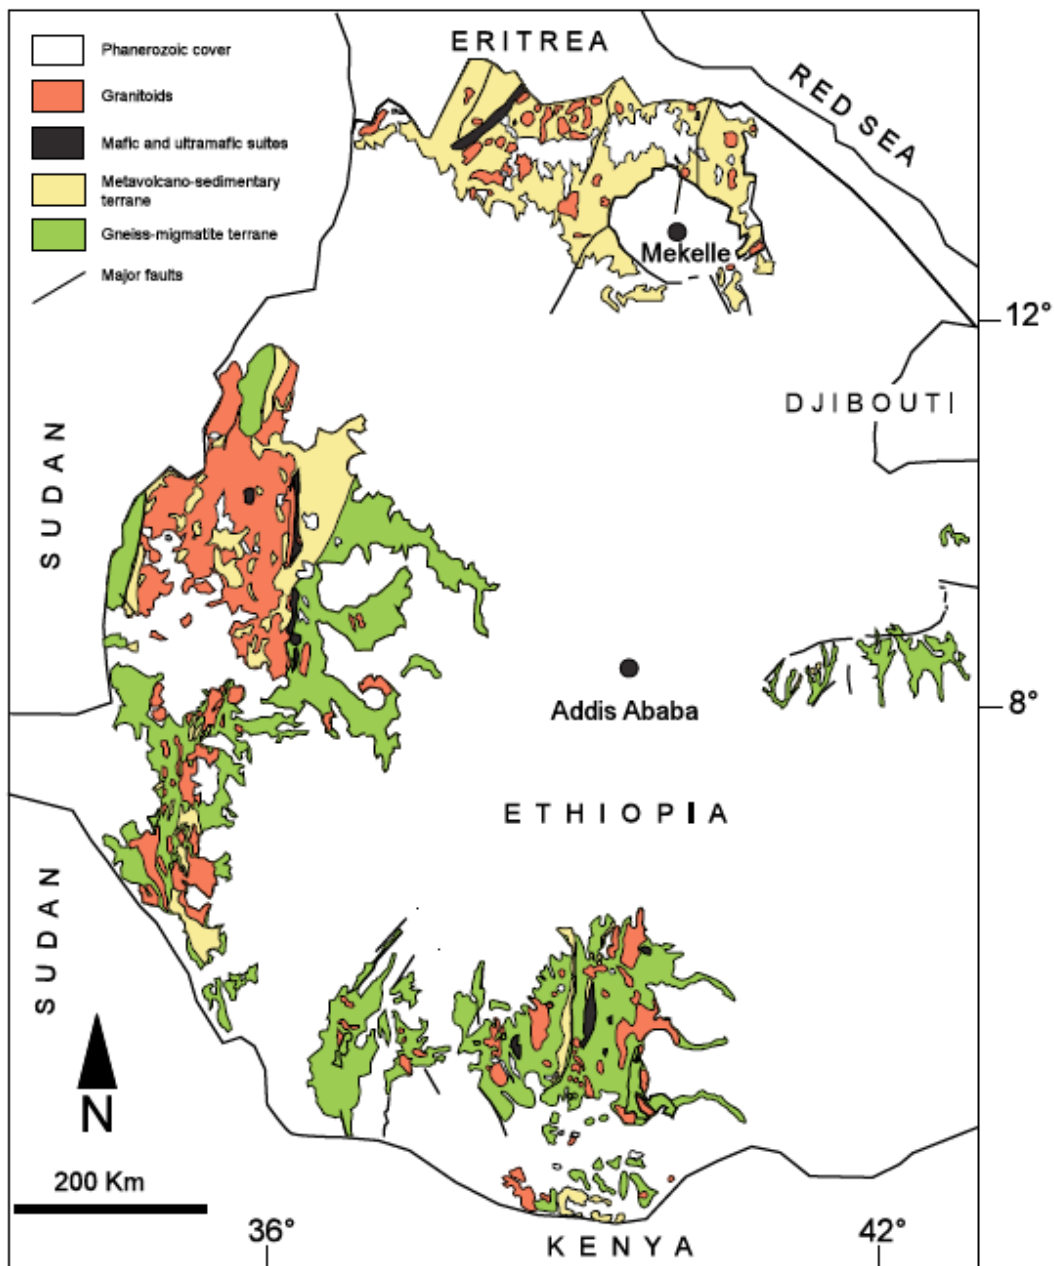 ERITREA
RED SEA
Phanerozoic cover
Granitoids
Mafic and ultramafic suites
Metavolcano-sedimentary
terrane
Gneiss-migmatite terrane
Major faults
Mekelle
12°
DJIBOUTI
SUDAN
8°
Addis Ababa
ETHIOPIA
SUDAN
N
200 Km
36°
42°
KENYA